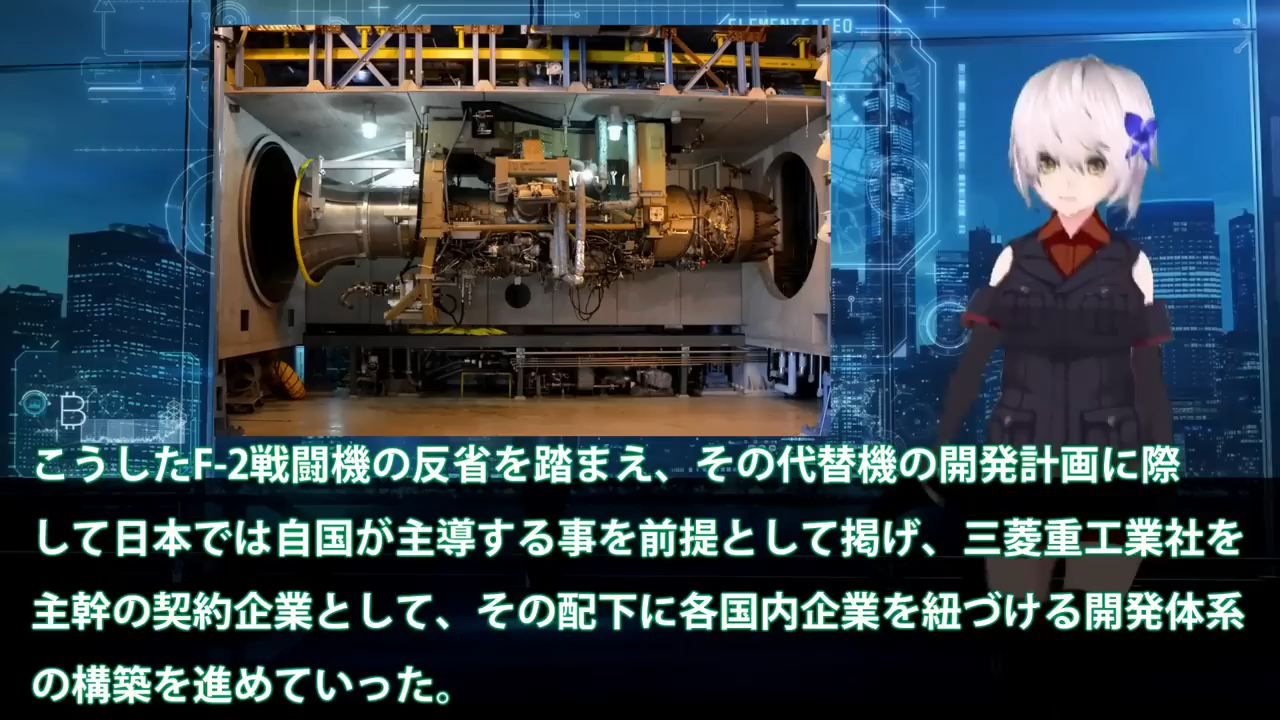 ELEMENTS:GEO
こうしたF-2戦闘機の反省を踏まえ、その代替機の開発計画に際
して日本では自国が主導する事を前提として掲げ、三菱重工業社を
主幹の契約企業として、その配下に各国内企業を紐づける開発体系
の構築を進めていった。